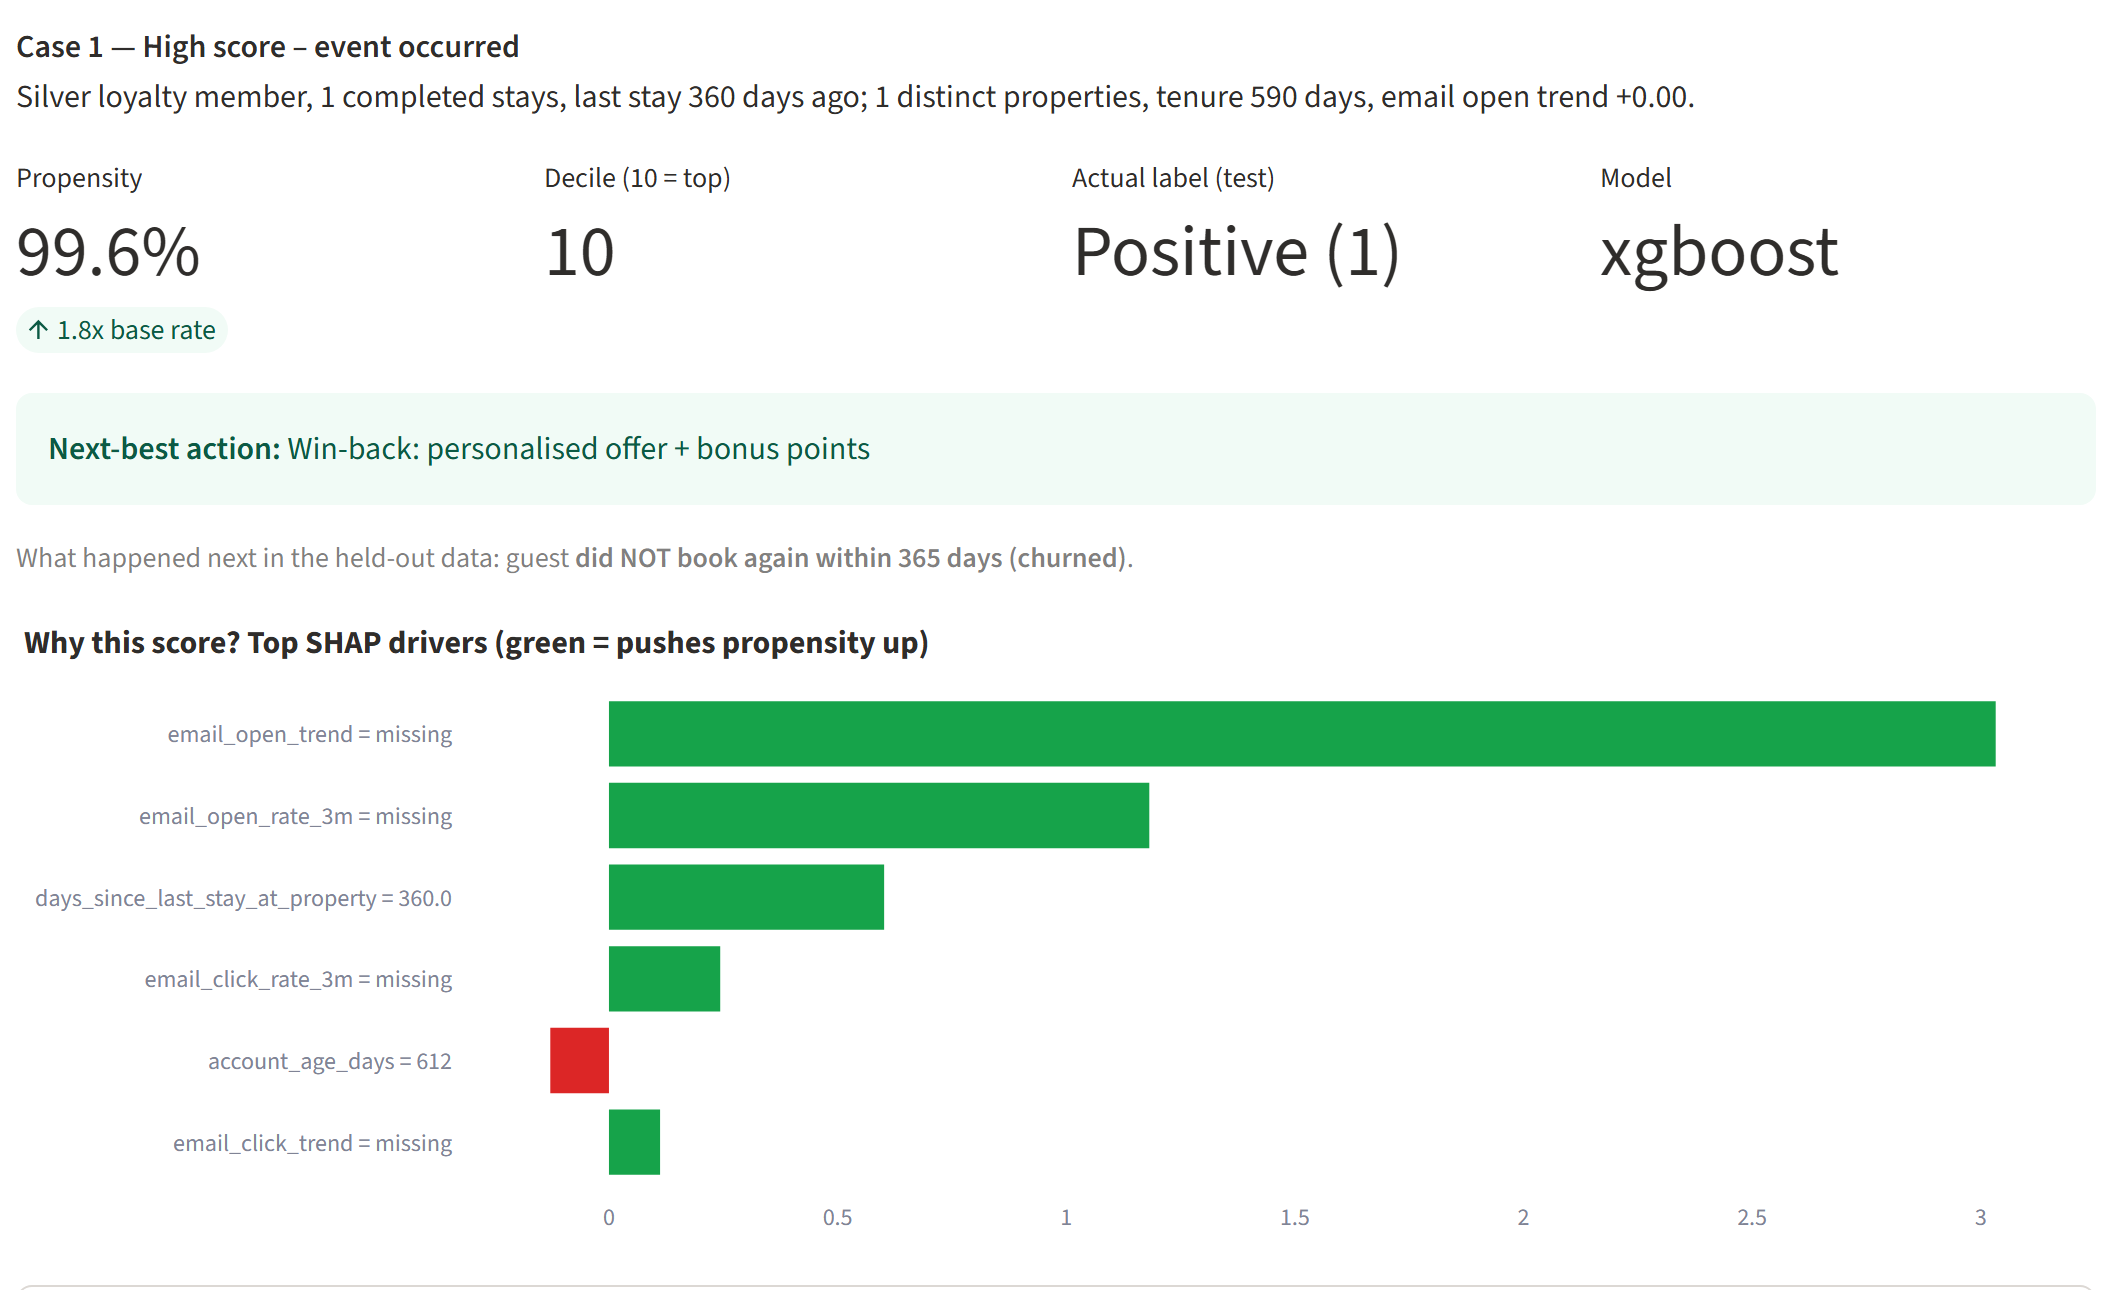 Case 1 — High score – event occurred
Silver loyalty member, 1 completed stays, last stay 360 days ago; 1 distinct properties, tenure 590 days, email open trend +0.00.
Propensity
Decile (10 = top)
Actual label (test)
Model
99.6%
10
Positive (1)
xgboost
↑ 1.8x base rate
Next-best action: Win-back: personalised offer + bonus points
What happened next in the held-out data: guest did NOT book again within 365 days (churned).
Why this score? Top SHAP drivers (green = pushes propensity up)
email_open_trend = missing
email_open_rate_3m = missing
days_since_last_stay_at_property = 360.0
email_click_rate_3m = missing
account_age_days = 612
email_click_trend = missing
0 0.5 1 1.5 2 2.5 3